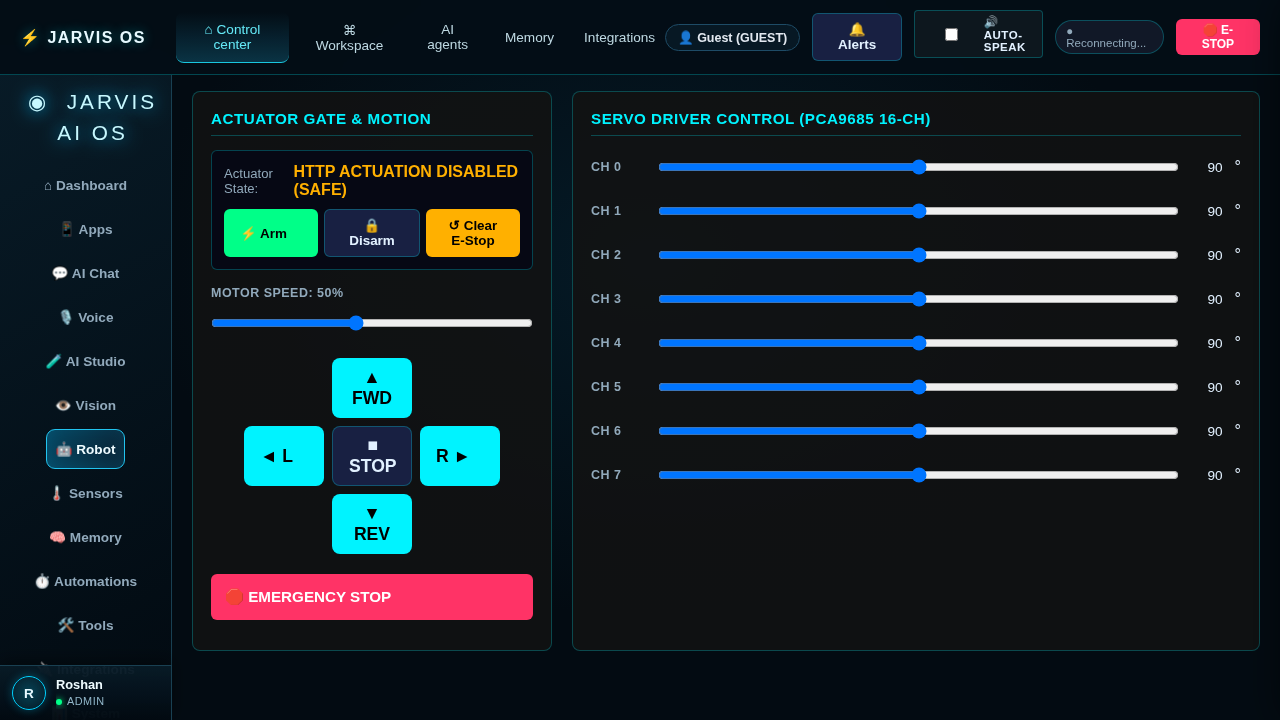 ⚡ JARVIS OS
⌂ Control center
⌘ Workspace
AI agents
Memory
Integrations
👤 Guest (GUEST)
🔔 Alerts
🔊 AUTO-SPEAK
● Reconnecting...
🛑 E-STOP
◉ JARVIS AI OS
⌂ Dashboard
📱 Apps
💬 AI Chat
🎙️ Voice
🧪 AI Studio
👁️ Vision
🤖 Robot
🌡️ Sensors
🧠 Memory
⏱️ Automations
🛠️ Tools
Roshan
R
ADMIN
ACTUATOR GATE & MOTION
Actuator State:
HTTP ACTUATION DISABLED (SAFE)
⚡ Arm
🔒 Disarm
↺ Clear E-Stop
MOTOR SPEED: 50%
▲ FWD
◄ L
■ STOP
R ►
▼ REV
🛑 EMERGENCY STOP
SERVO DRIVER CONTROL (PCA9685 16-CH)
CH 0 90 °
CH 1 90 °
CH 2 90 °
CH 3 90 °
CH 4 90 °
CH 5 90 °
CH 6 90 °
CH 7 90 °